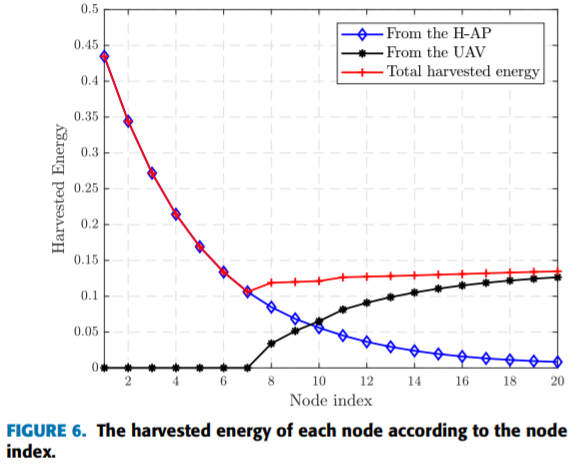 0.5
0.45
0.4
0.35
0.3
0.25
0.2
0.15
0.1
0.05
0
Harvested Energy
From the H-AP
From the UAV
Total harvested energy
2 4 6 8 10 12 14 16 18 20
Node index
FIGURE 6. The harvested energy of each node according to the node
index.